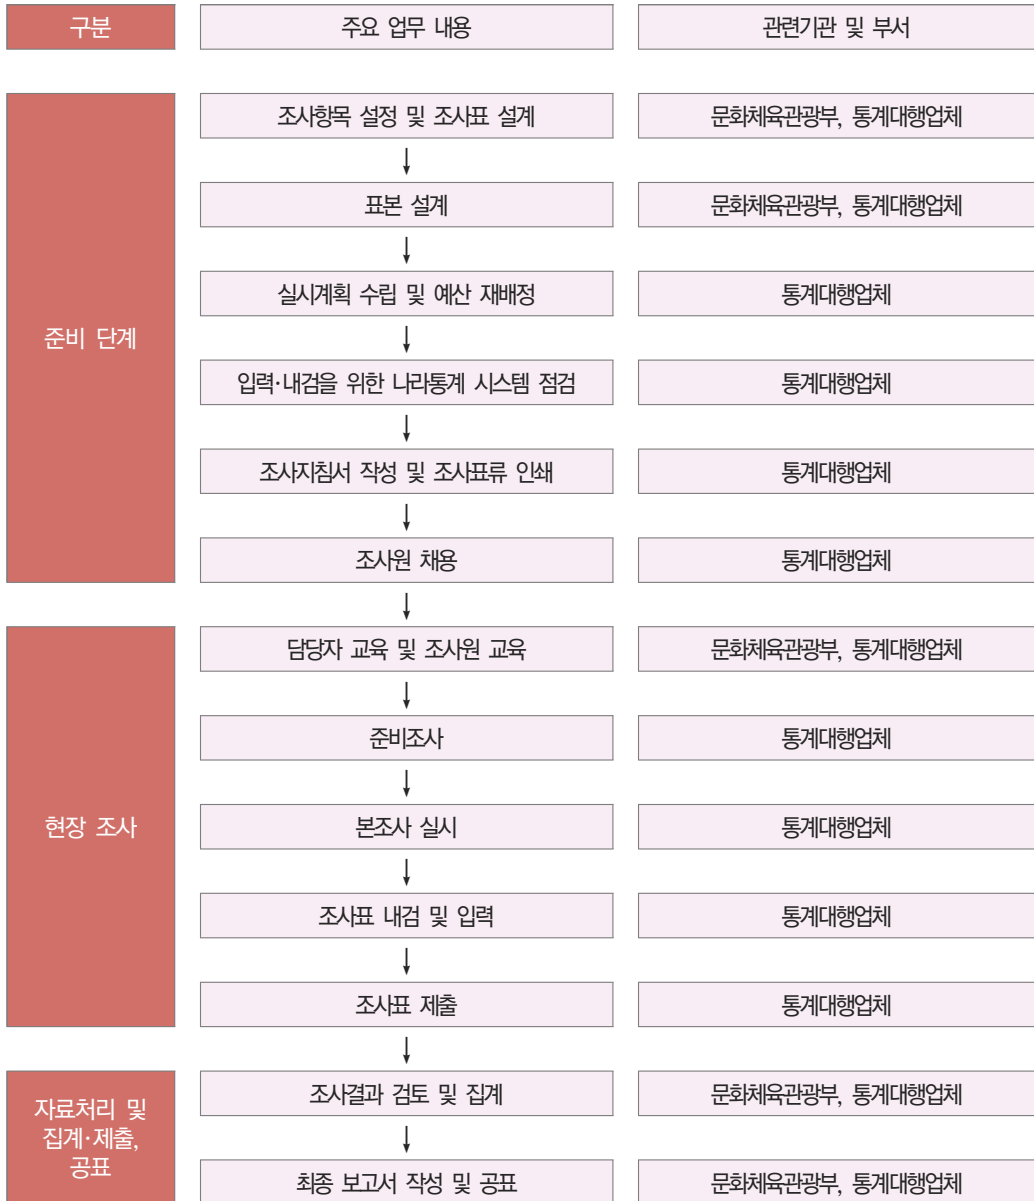 구분 주요 업무 내용 관련기관 및 부서
조사항목 설정 및 조사표 설계 문화체육관광부, 통계대행업체
표본 설계 문화체육관광부, 통계대행업체
실시계획 수립 및 예산 재배정 통계대행업체
준비 단계
입력·내검을 위한 나라통계 시스템 점검 통계대행업체
조사지침서 작성 및 조사표류 인쇄 통계대행업체
조사원 채용 통계대행업체
담당자 교육 및 조사원 교육 문화체육관광부, 통계대행업체
준비조사 통계대행업체
현장 조사 본조사 실시 통계대행업체
조사표 내검 및 입력 통계대행업체
조사표 제출 통계대행업체
자료처리 및
집계·제출,
공표
조사결과 검토 및 집계 문화체육관광부, 통계대행업체
최종 보고서 작성 및 공표 문화체육관광부, 통계대행업체